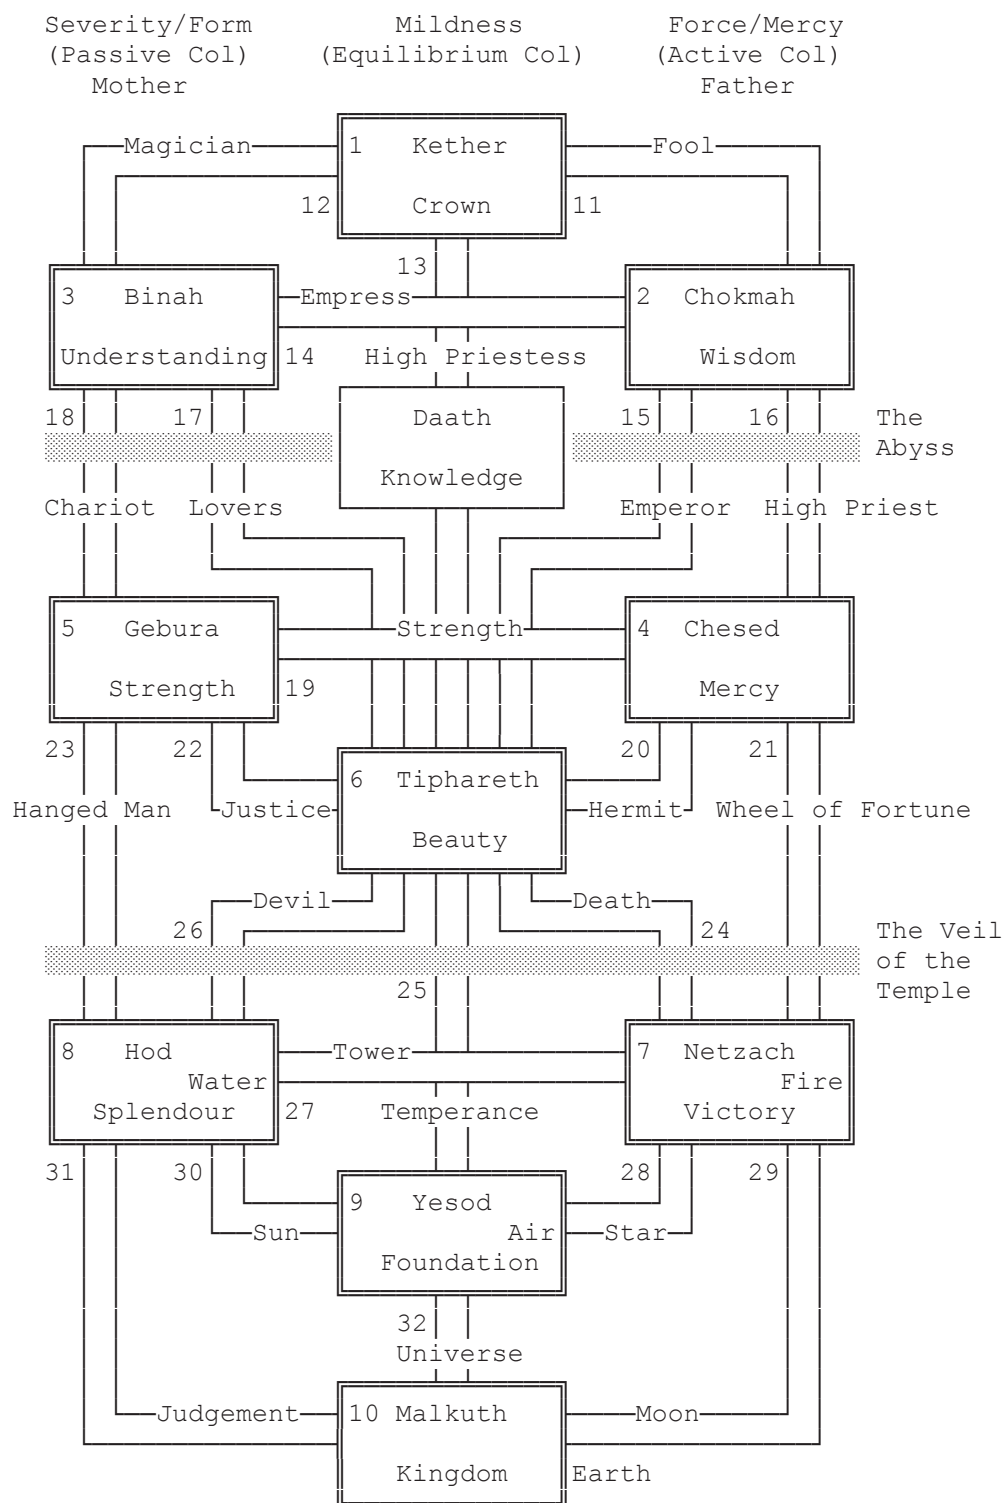 Severity/Form Mildness Force/Mercy
(Passive Col) (Equilibrium Col) (Active Col)
Mother Father
Magician 1 Kether Fool
12 Crown 11
13
3 Binah Empress 2 Chokmah
Understanding 14 High Priestess Wisdom
18 17 Daath 15 16 The
Abyss
Knowledge
Chariot Lovers Emperor High Priest
5 Gebura Strength 4 Chesed
Strength 19 Mercy
23 22 20 21
6 Tiphareth
Hanged Man Justice Hermit Wheel of Fortune
Beauty
Devil Death
26 24 The Veil
of the
25 Temple
8 Hod Tower 7 Netzach
Water Fire
Splendour 27 Temperance Victory
31 30 28 29
9 Yesod
Sun Air Star
Foundation
32
Universe
Judgement 10 Malkuth Moon
Kingdom Earth